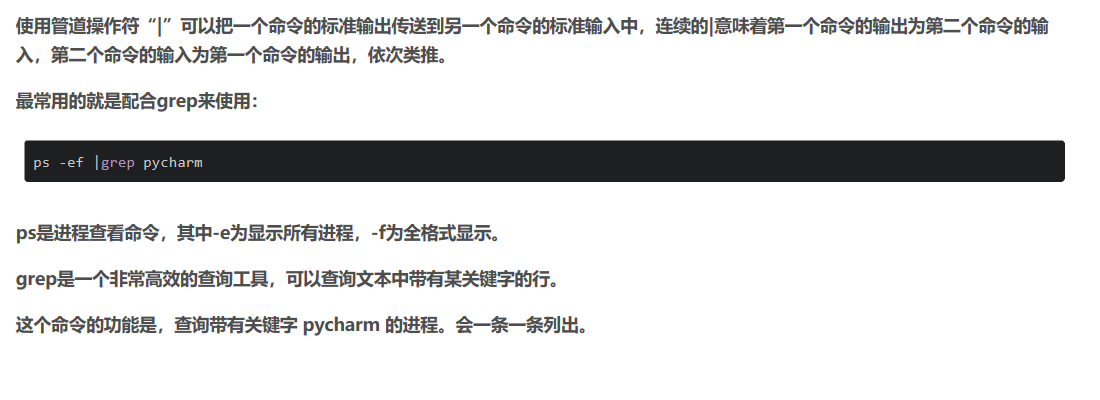 使用管道操作符“|”可以把一个命令的标准输出传送到另一个命令的标准输入中，连续的|意味着第一个命令的输出为第二个命令的输
入，第二个命令的输入为第一个命令的输出，依次类推。
最常用的就是配合grep来使用：
ps -ef |grep pycharm
ps是进程查看命令，其中-e为显示所有进程，-f为全格式显示。
grep是一个非常高效的查询工具，可以查询文本中带有某关键字的行。
这个命令的功能是，查询带有关键字 pycharm 的进程。会一条一条列出。